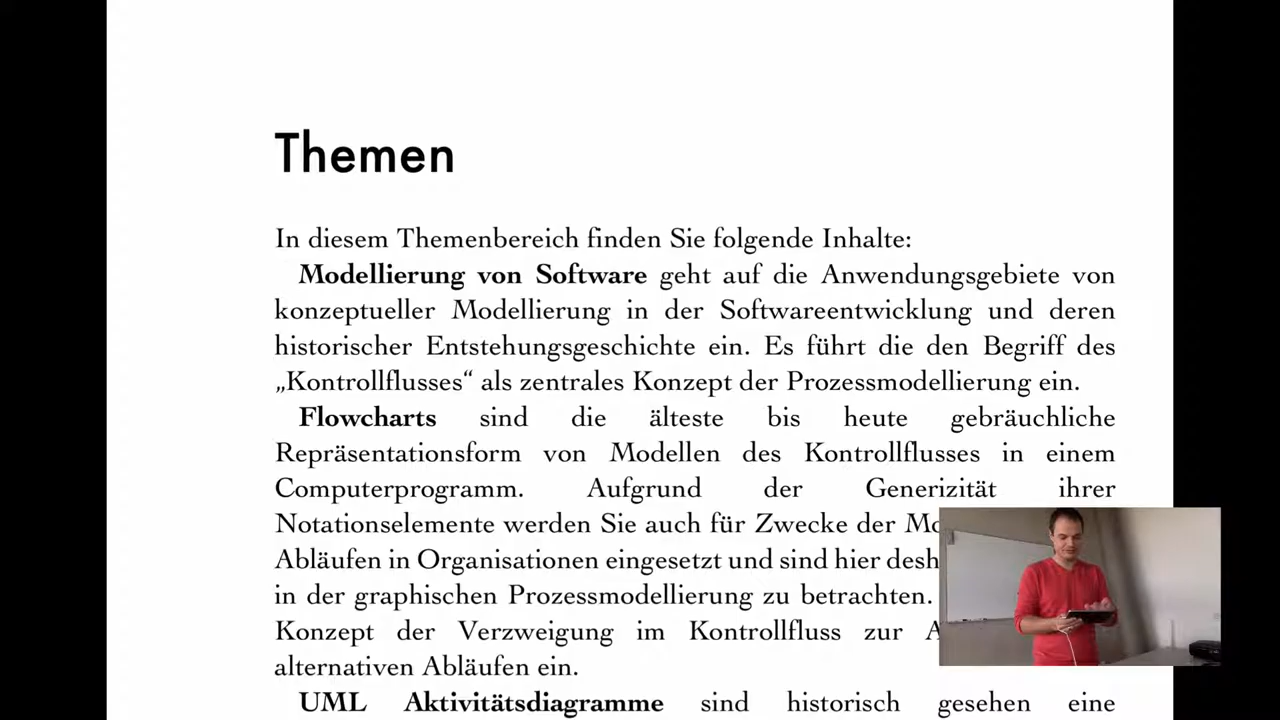 Themen
In diesem Themenbereich finden Sie folgende Inhalte:
Modellierung von Software geht auf die Anwendungsgebiete von
konzeptueller Modellierung in der Softwareentwicklung und deren
historischer Entstehungsgeschichte ein. Es führt die den Begriff des
„Kontrollflusses“ als zentrales Konzept der Prozessmodellierung ein.
Flowcharts sind die älteste bis heute gebräuchliche
Repräsentationsform von Modellen des Kontrollflusses in einem
Computerprogramm. Aufgrund der Generizität ihrer
Notationselemente werden Sie auch für Zwecke der
Abläufen in Organisationen eingesetzt und sind hier
in der graphischen Prozessmodellierung zu betrachten.
Konzept der Verzweigung im Kontrollfluss zur
alternativen Abläufen ein.
UML Aktivitätsdiagramme sind historisch gesehen eine